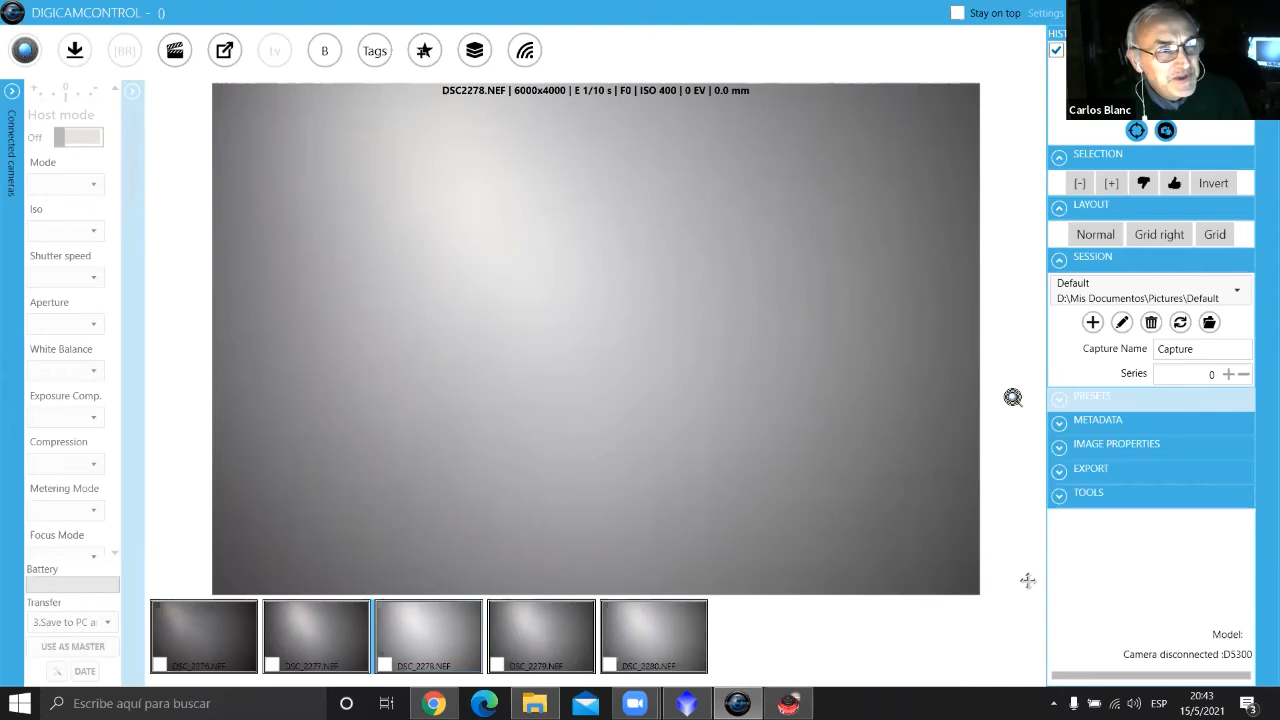 DIGICAMCONTROL - ()
Stay on top
Settings
[BR]
Lv
B
Tags
HIST
Carlos Blanc
DSC2278.NEF | 6000x4000 | E 1/10 s | F0 | ISO 400 | 0 EV | 0.0 mm
Connected cameras
0
Host mode
Off
Mode
Iso
Shutter speed
Aperture
White Balance
Exposure Comp.
Compression
Metering Mode
Focus Mode
Battery
Transfer
3.Save to PC a
USE AS MASTER
DATE
SELECTION
[-]
[+]
Invert
LAYOUT
Normal
Grid right
Grid
SESSION
Default
D:\Mis Documentos\Pictures\Default
Capture Name
Capture
Series
0
PRESETS
METADATA
IMAGE PROPERTIES
EXPORT
TOOLS
Model:
Camera disconnected :D5300
DSC_2276.NEF
DSC_2277.NEF
DSC_2278.NEF
DSC_2279.NEF
DSC_2280.NEF
Escribe aquí para buscar
ESP
20:43
15/5/2021
3